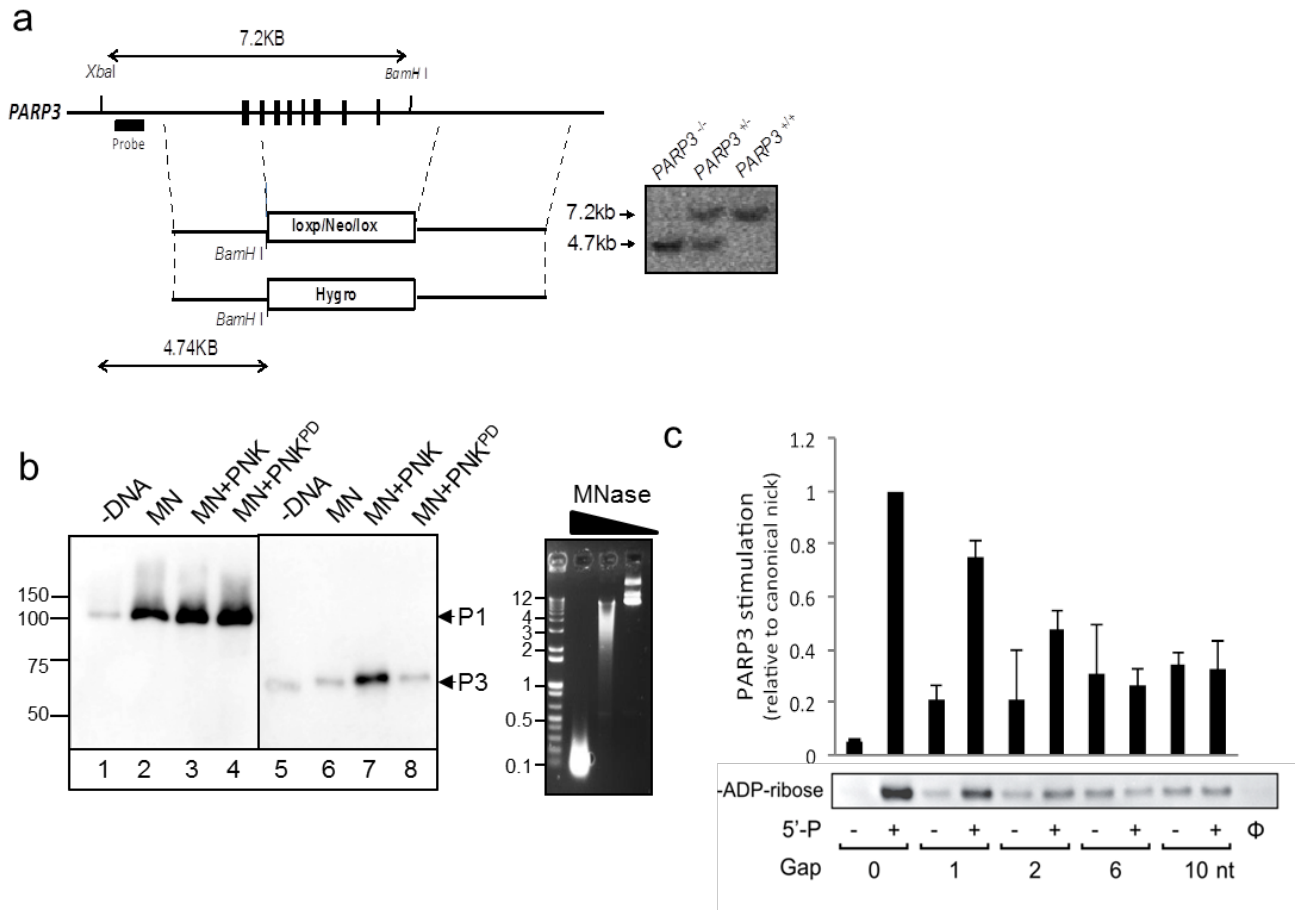 a
7.2KB
XbaI
BamH I
PARP3
Probe
loxp/Neo/lox
BamH I
Hygro
BamH I
4.74KB
PARP3 -/-
PARP3 +/-
PARP3 +/+
7.2kb
4.7kb
b
-DNA
MN
MN+PNK
MN+PNKPD
-DNA
MN
MN+PNK
MN+PNKPD
150
100
75
50
P1
P3
1 2 3 4 5 6 7 8
MNase
12
4
3
2
1
0.5
0.1
c
PARP3 stimulation
(relative to canonical nick)
1.2
1
0.8
0.6
0.4
0.2
0
-ADP-ribose
5'-P - + - + - + - + - + Φ
Gap 0 1 2 6 10 nt